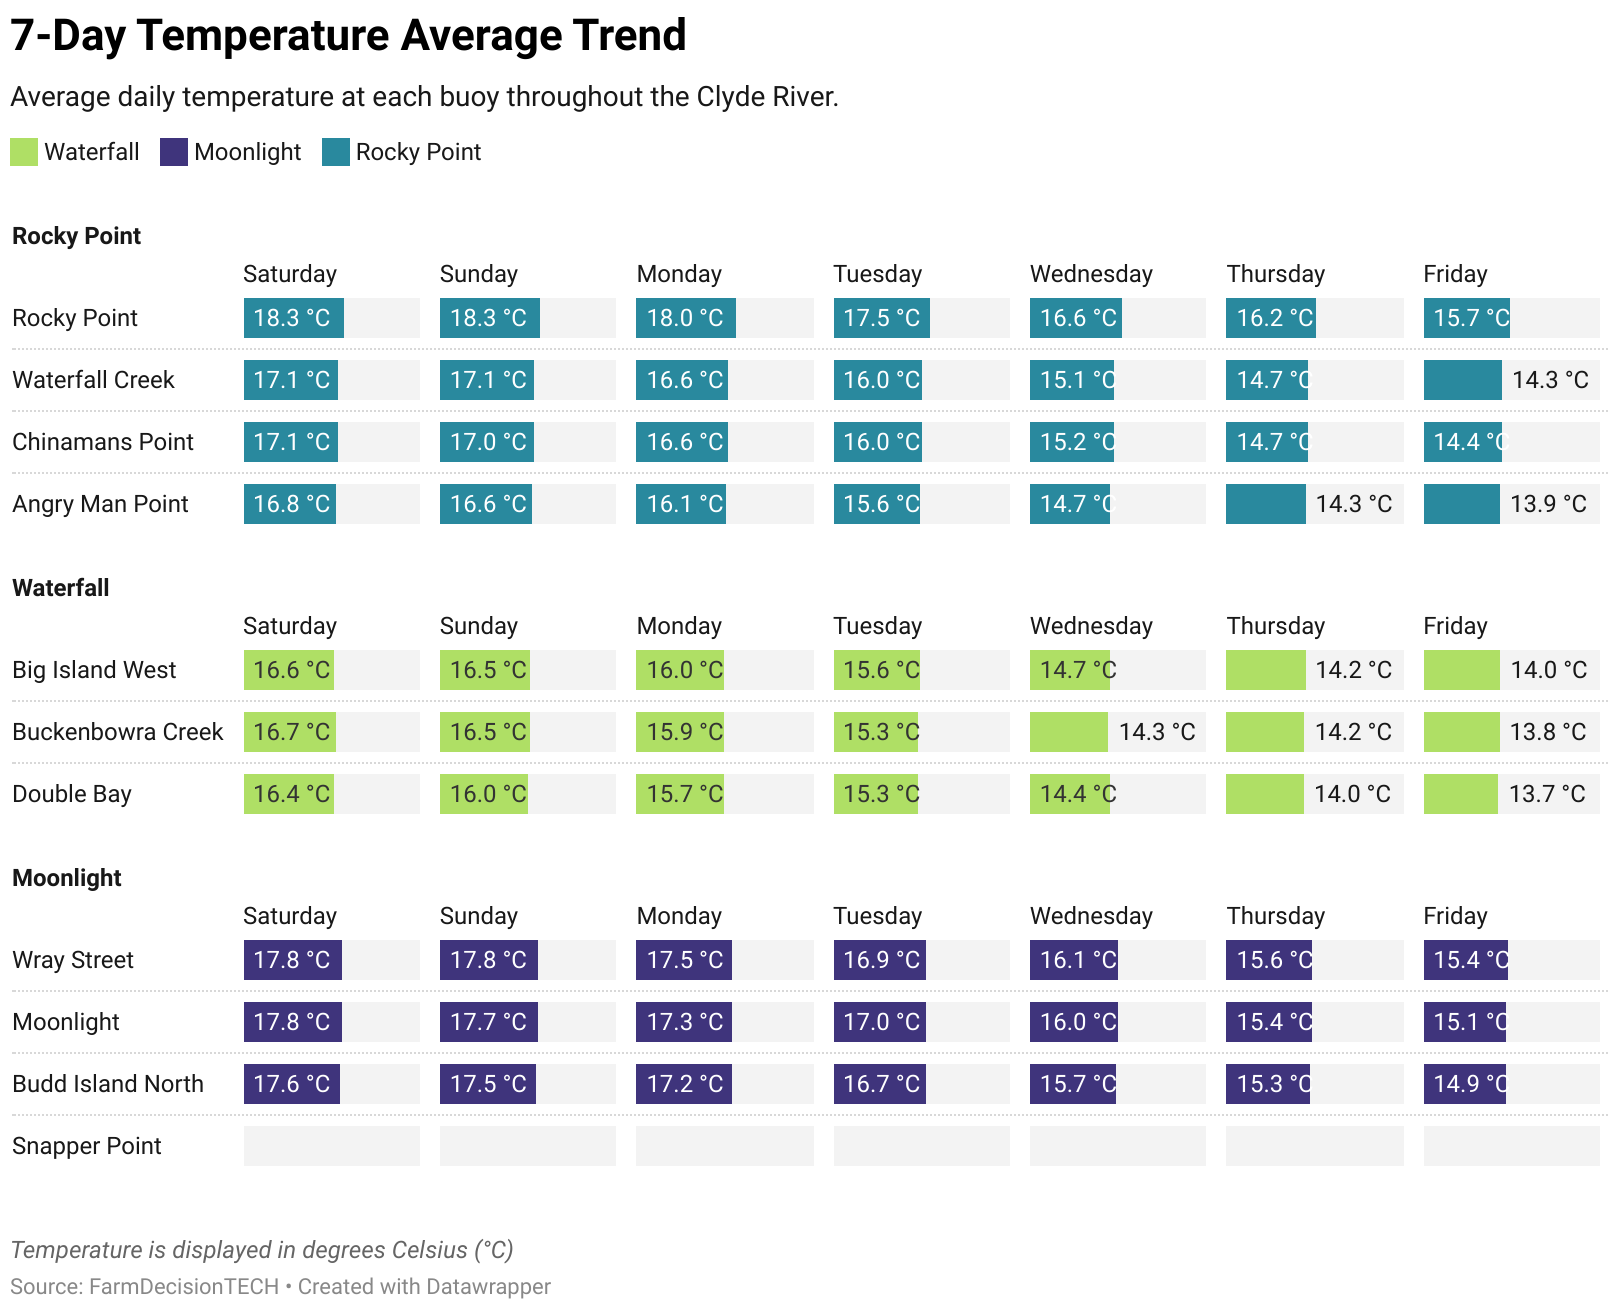 7-Day Temperature Average Trend
Average daily temperature at each buoy throughout the Clyde River.
Waterfall Moonlight Rocky Point
Rocky Point
Saturday Sunday Monday Tuesday Wednesday Thursday Friday
Rocky Point 18.3 °C 18.3 °C 18.0 °C 17.5 °C 16.6 °C 16.2 °C 15.7 °C
Waterfall Creek 17.1 °C 17.1 °C 16.6 °C 16.0 °C 15.1 °C 14.7 °C 14.3 °C
Chinamans Point 17.1 °C 17.0 °C 16.6 °C 16.0 °C 15.2 °C 14.7 °C 14.4 °C
Angry Man Point 16.8 °C 16.6 °C 16.1 °C 15.6 °C 14.7 °C 14.3 °C 13.9 °C
Waterfall
Saturday Sunday Monday Tuesday Wednesday Thursday Friday
Big Island West 16.6 °C 16.5 °C 16.0 °C 15.6 °C 14.7 °C 14.2 °C 14.0 °C
Buckenbowra Creek 16.7 °C 16.5 °C 15.9 °C 15.3 °C 14.3 °C 14.2 °C 13.8 °C
Double Bay 16.4 °C 16.0 °C 15.7 °C 15.3 °C 14.4 °C 14.0 °C 13.7 °C
Moonlight
Saturday Sunday Monday Tuesday Wednesday Thursday Friday
Wray Street 17.8 °C 17.8 °C 17.5 °C 16.9 °C 16.1 °C 15.6 °C 15.4 °C
Moonlight 17.8 °C 17.7 °C 17.3 °C 17.0 °C 16.0 °C 15.4 °C 15.1 °C
Budd Island North 17.6 °C 17.5 °C 17.2 °C 16.7 °C 15.7 °C 15.3 °C 14.9 °C
Snapper Point
Temperature is displayed in degrees Celsius (°C)
Source: FarmDecisionTECH • Created with Datawrapper